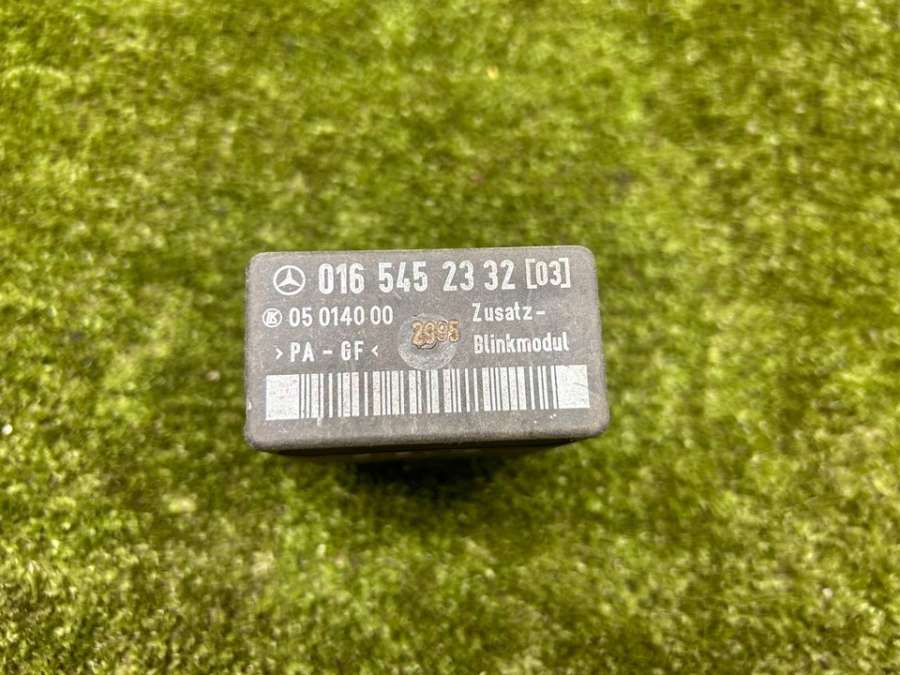 016 545 23 32 [03]
05 0140 00 Zusatz-
>PA-GF< 2995 Blinkmodul